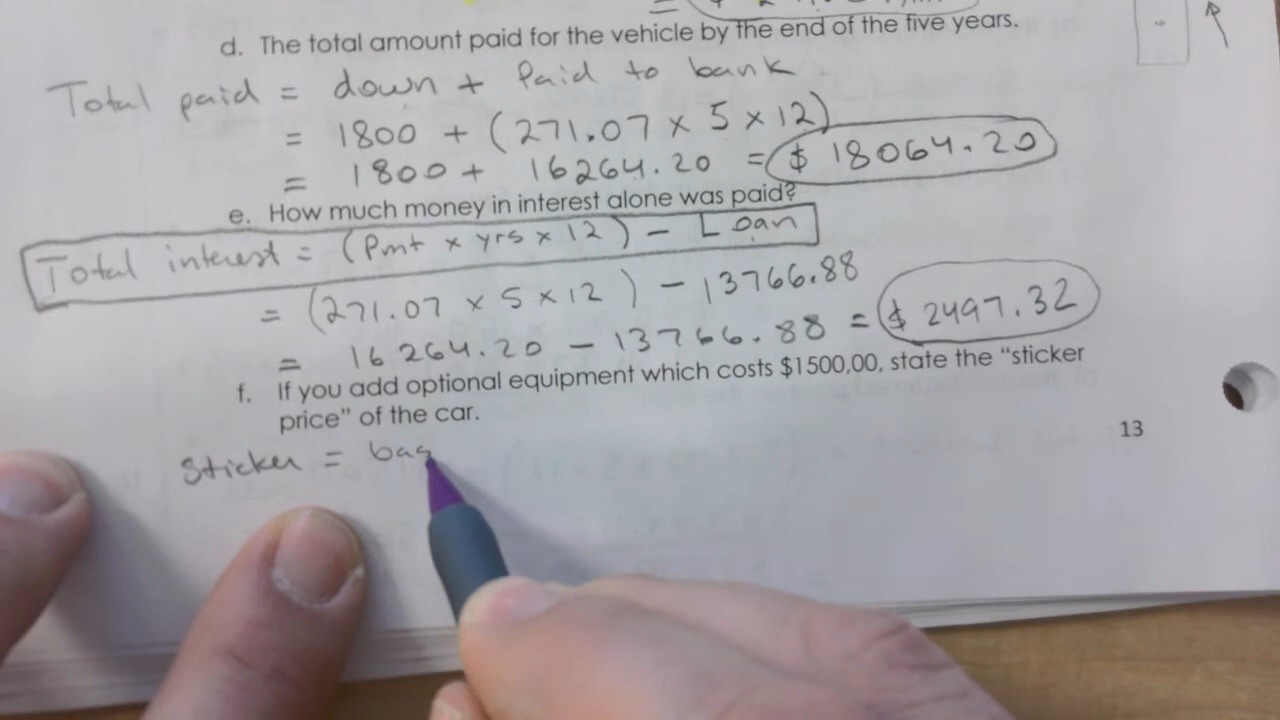 d. The total amount paid for the vehicle by the end of the five years.
Total paid = down + Paid to bank
= 1800 + (271.07 x 5 x 12)
= 1800 + 16264.20 = $ 18064.20
e. How much money in interest alone was paid?
Total interest = (Pmt x yrs x 12) - Loan
= (271.07 x 5 x 12) - 13766.88
= 16264.20 - 13766.88 = $ 2497.32
f. If you add optional equipment which costs $1500.00, state the "sticker
price" of the car.
13
Sticker = bas